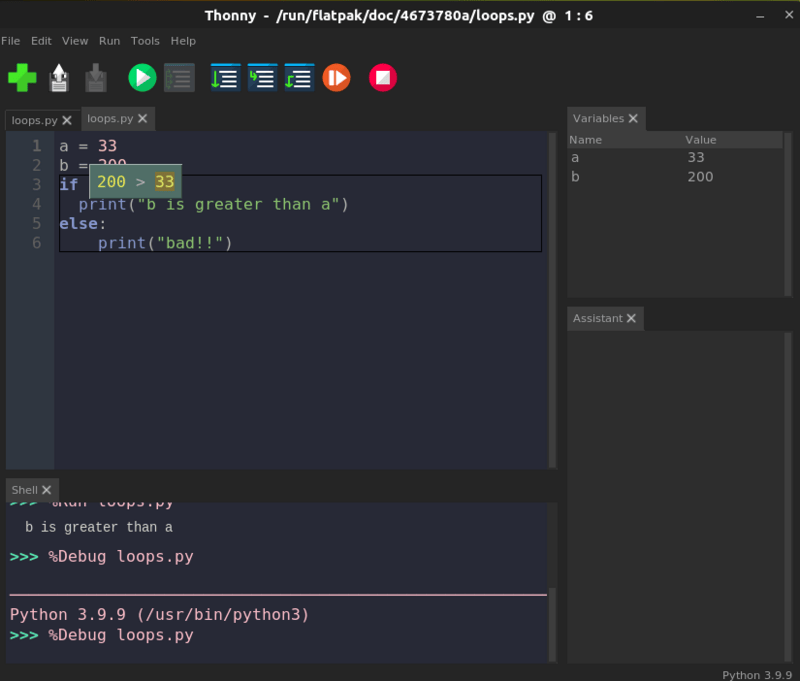 Thonny - /run/flatpak/doc/4673780a/loops.py @ 1 : 6
File Edit View Run Tools Help
loops.py loops.py
1 a = 33
2 b = 200
3 if 200 > 33
4 print("b is greater than a")
5 else:
6 print("bad!!")
Variables
Name Value
a 33
b 200
Assistant
Shell
>>> %Run loops.py
b is greater than a
>>> %Debug loops.py
Python 3.9.9 (/usr/bin/python3)
>>> %Debug loops.py
Python 3.9.9